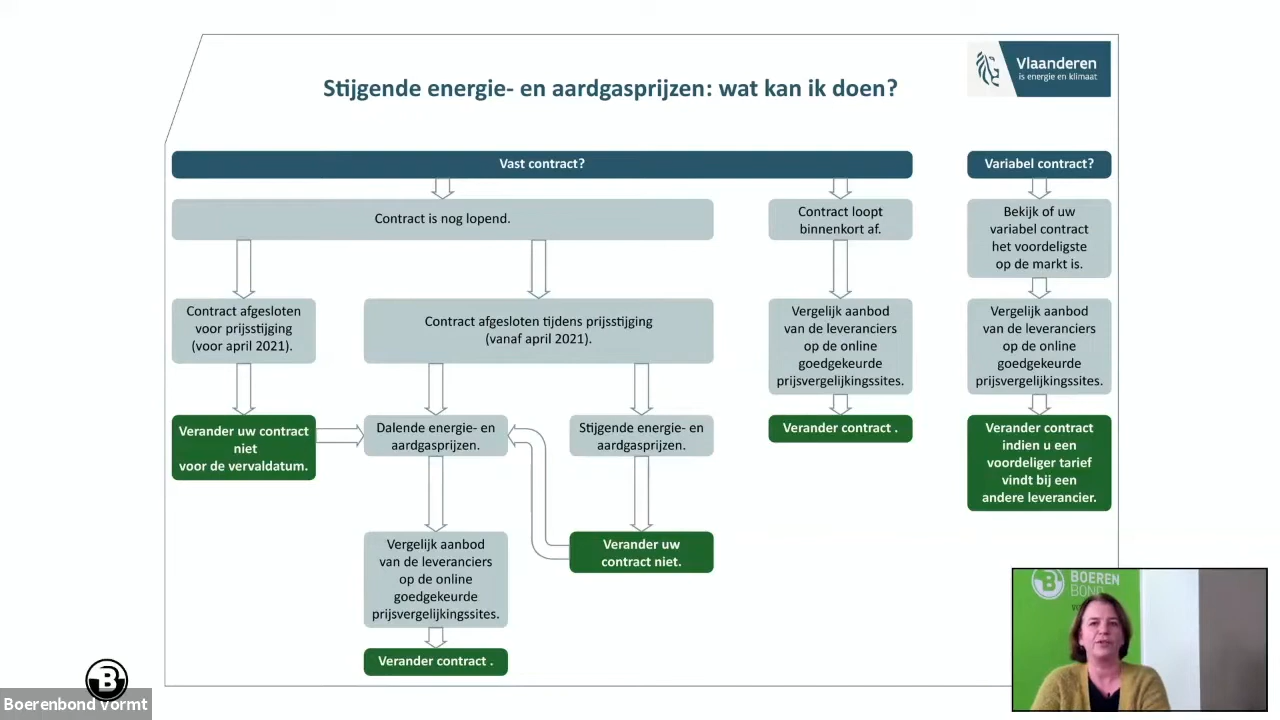 Vlaanderen
is energie en klimaat
Stijgende energie- en aardgasprijzen: wat kan ik doen?
Vast contract?
Variabel contract?
Contract is nog lopend.
Contract loopt
binnenkort af.
Bekijk of uw
variabel contract
het voordeligste
op de markt is.
Contract afgesloten
voor prijsstijging
(voor april 2021).
Contract afgesloten tijdens prijsstijging
(vanaf april 2021).
Vergelijk aanbod
van de leveranciers
op de online
goedgekeurde
prijsvergelijkingssites.
Vergelijk aanbod
van de leveranciers
op de online
goedgekeurde
prijsvergelijkingssites.
Verander uw contract
niet
voor de vervaldatum.
Dalende energie- en
aardgasprijzen.
Stijgende energie- en
aardgasprijzen.
Verander contract .
Verander contract
indien u een
voordeliger tarief
vindt bij een
andere leverancier.
Vergelijk aanbod
van de leveranciers
op de online
goedgekeurde
prijsvergelijkingssites.
Verander uw
contract niet.
Verander contract .
BOEREN
BOND
B
Boerenbond Vormt